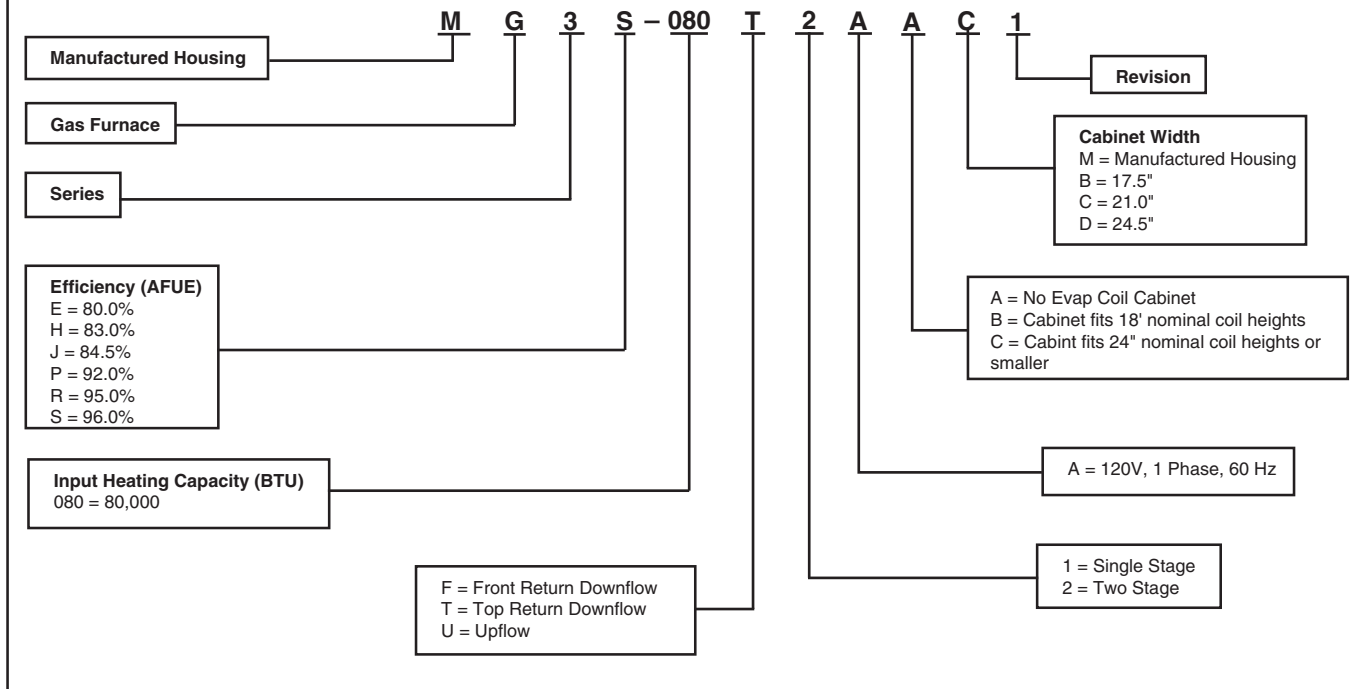 M G 3 S – 080 T 2 A A C 1
Manufactured Housing
Gas Furnace
Series
Efficiency (AFUE)
E = 80.0%
H = 83.0%
J = 84.5%
P = 92.0%
R = 95.0%
S = 96.0%
Input Heating Capacity (BTU)
080 = 80,000
F = Front Return Downflow
T = Top Return Downflow
U = Upflow
Revision
Cabinet Width
M = Manufactured Housing
B = 17.5"
C = 21.0"
D = 24.5"
A = No Evap Coil Cabinet
B = Cabinet fits 18' nominal coil heights
C = Cabint fits 24" nominal coil heights or
smaller
A = 120V, 1 Phase, 60 Hz
1 = Single Stage
2 = Two Stage